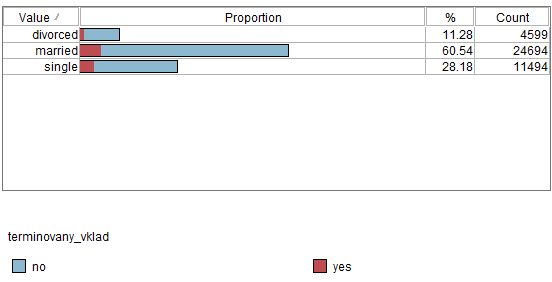 Value Proportion % Count
divorced 11.28 4599
married 60.54 24694
single 28.18 11494
terminovany_vklad
no yes